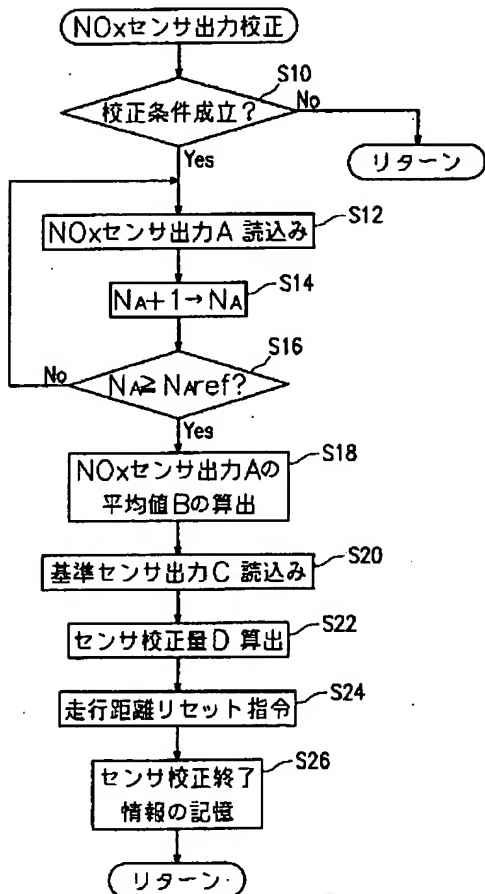 NOxセンサ出力校正
S10
校正条件成立?
No
Yes
リターン
S12
NOxセンサ出力A 読込み
S14
NA+1→NA
S16
No
NA≧NAref?
Yes
S18
NOxセンサ出力Aの
平均値Bの算出
S20
基準センサ出力C 読込み
S22
センサ校正量D 算出
S24
走行距離リセット指令
S26
センサ校正終了
情報の記憶
リターン